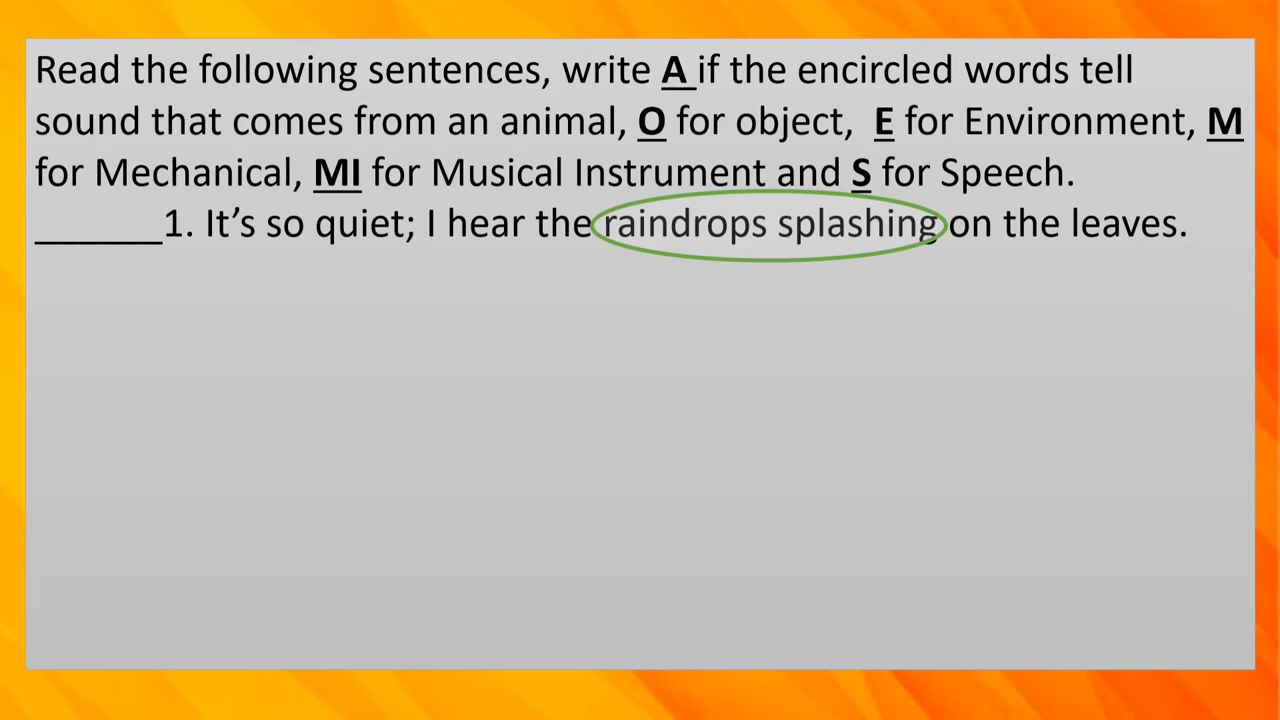 Read the following sentences, write A if the encircled words tell
sound that comes from an animal, O for object, E for Environment, M
for Mechanical, MI for Musical Instrument and S for Speech.
______1. It’s so quiet; I hear the raindrops splashing on the leaves.